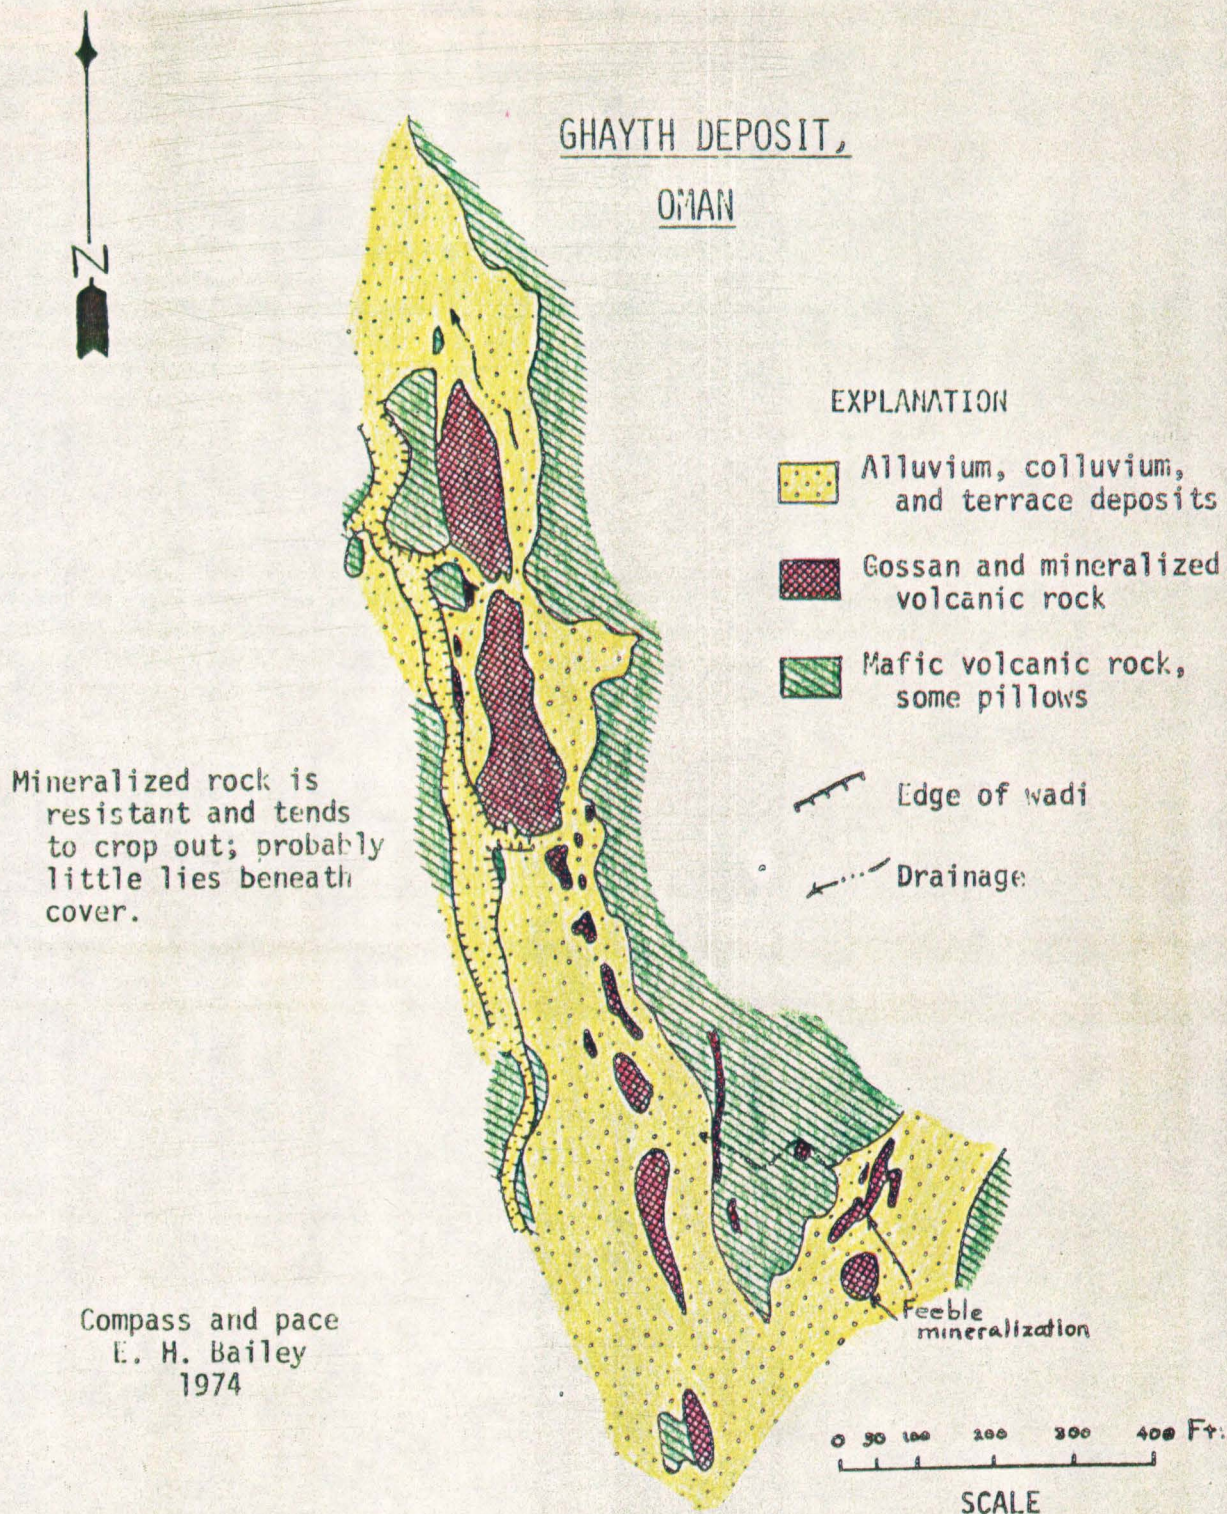 N
GHAYTH DEPOSIT,
OMAN
EXPLANATION
Alluvium, colluvium,
and terrace deposits
Gossan and mineralized
volcanic rock
Mafic volcanic rock,
some pillows
Edge of wadi
Drainage
Mineralized rock is
resistant and tends
to crop out; probably
little lies beneath
cover.
Feeble
mineralization
Compass and pace
E. H. Bailey
1974
0 50 100 200 300 400 Ft.
SCALE